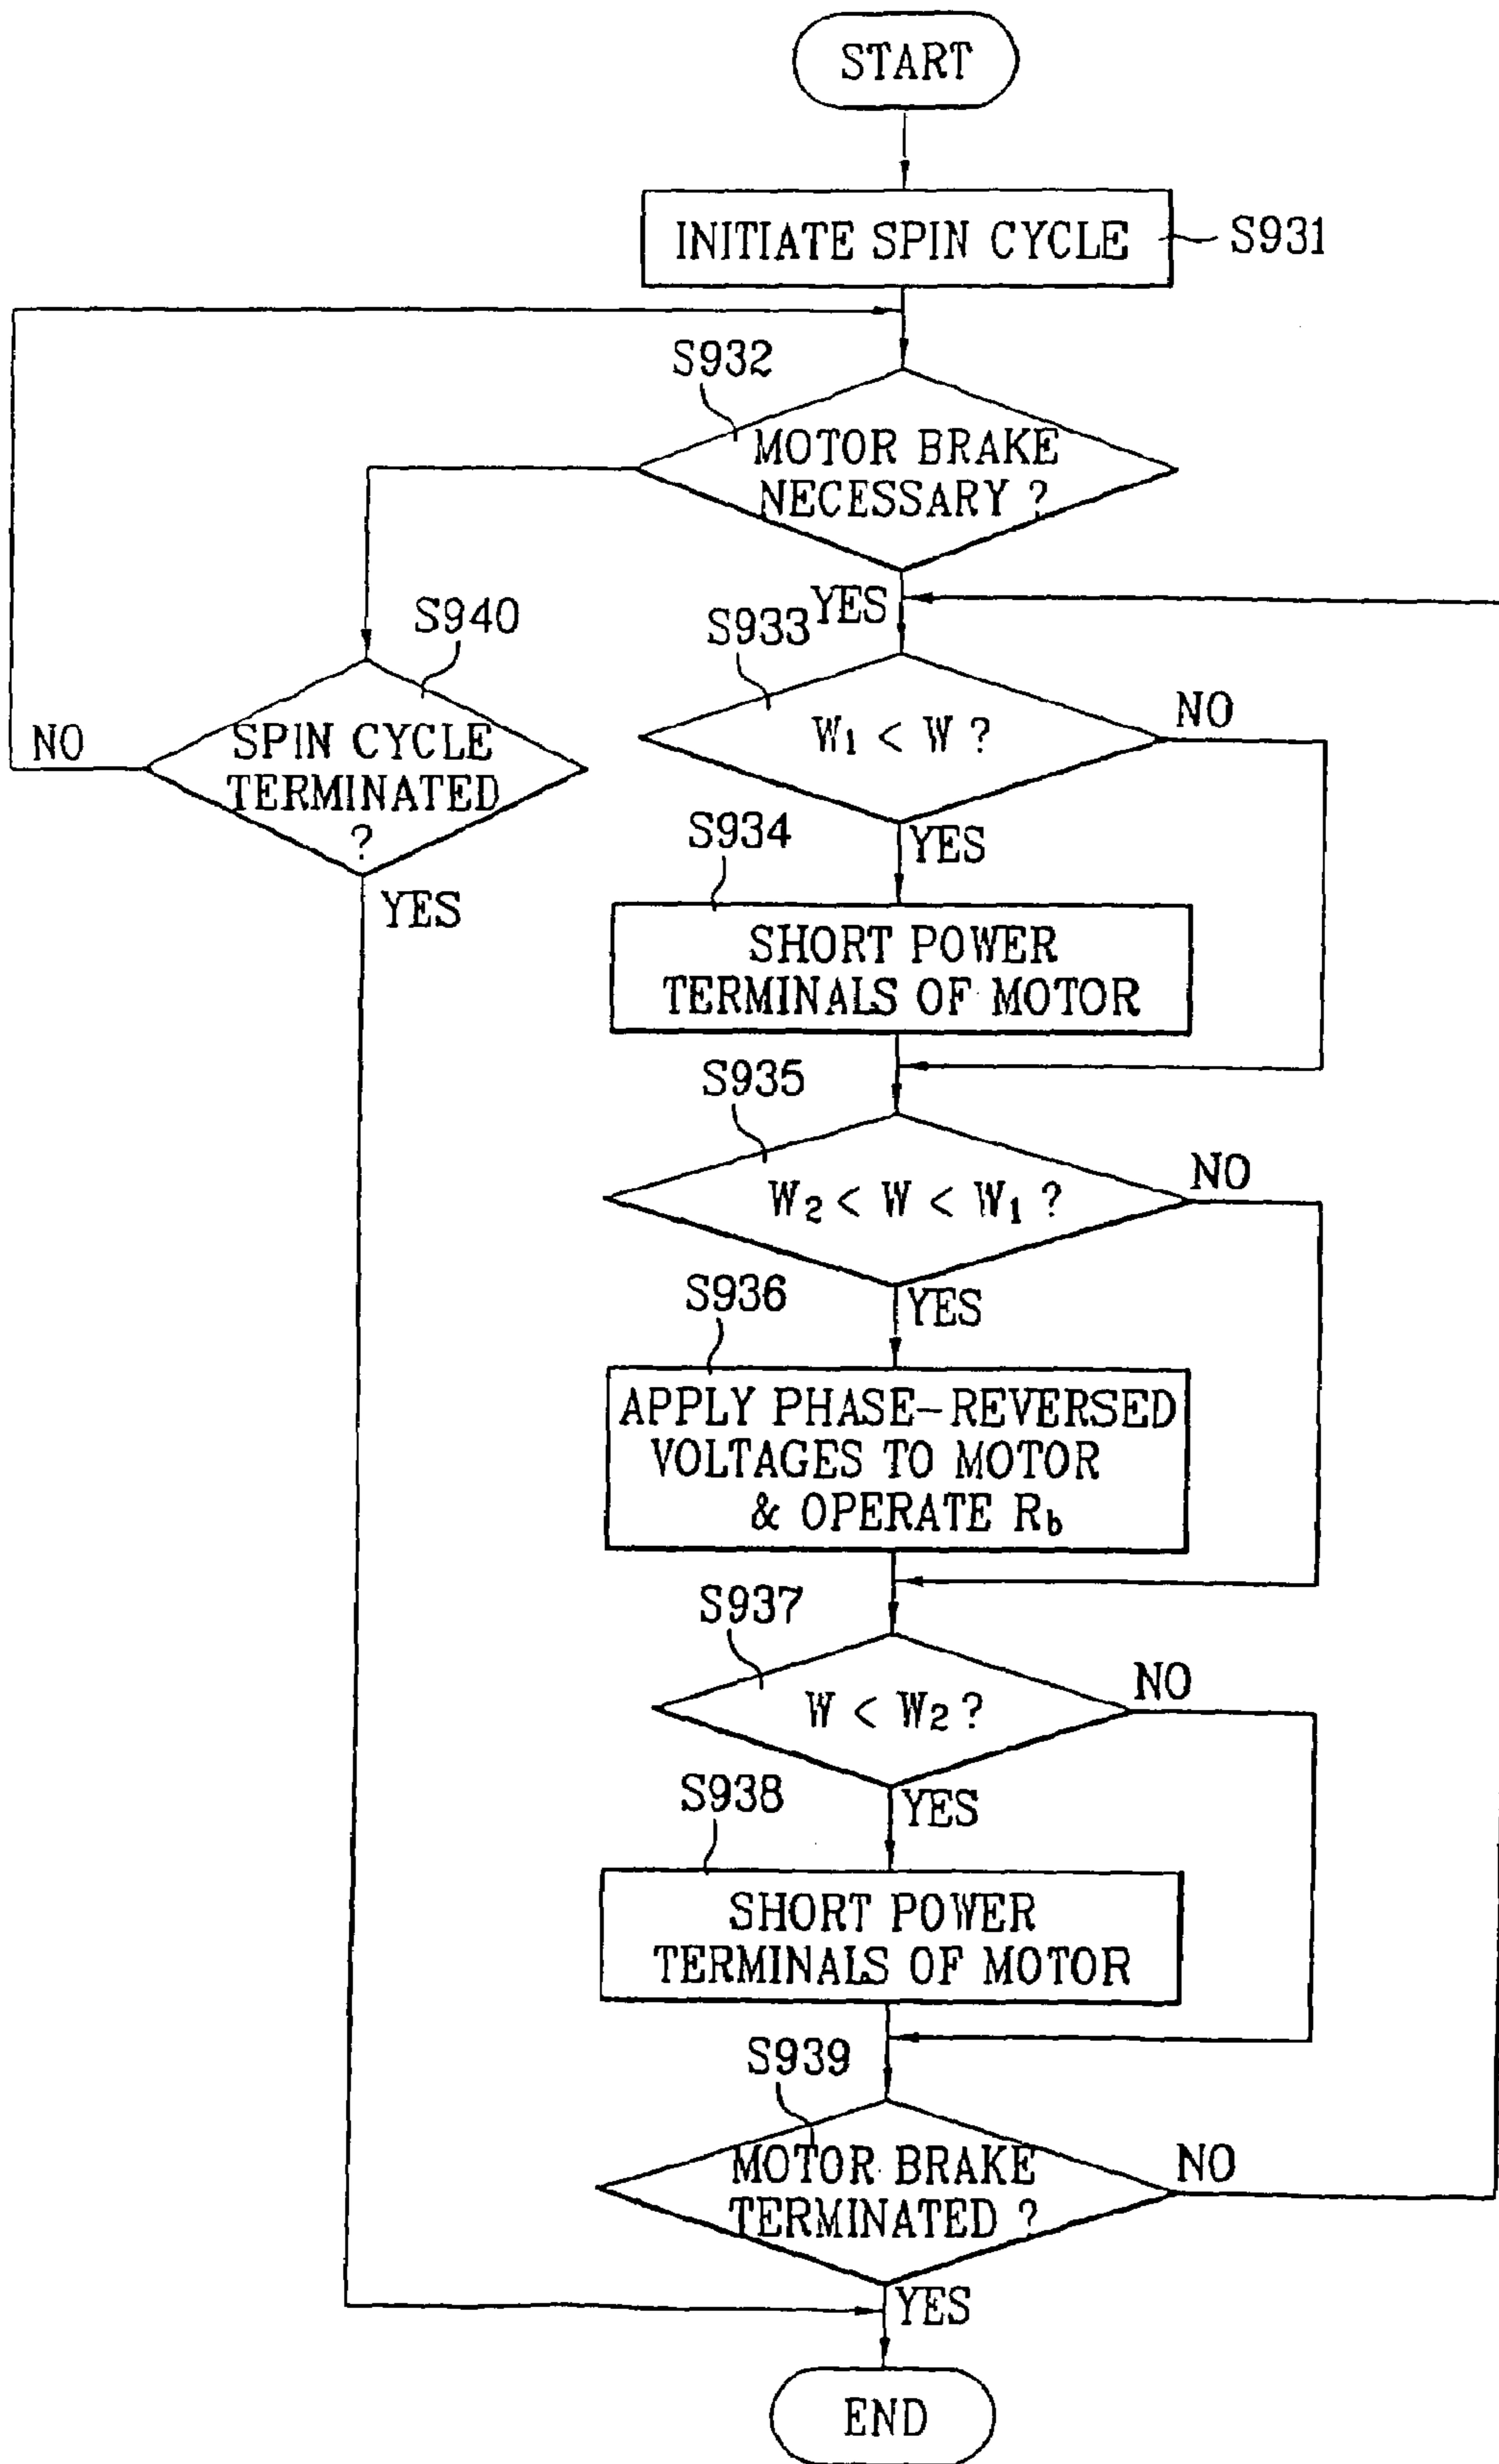 START
INITIATE SPIN CYCLE
S931
S932
MOTOR BRAKE
NECESSARY ?
YES
S940
SPIN CYCLE
TERMINATED
?
NO
YES
S933
W1 < W ?
NO
YES
S934
SHORT POWER
TERMINALS OF MOTOR
S935
W2 < W < W1 ?
NO
YES
S936
APPLY PHASE-REVERSED
VOLTAGES TO MOTOR
& OPERATE Rb
S937
W < W2 ?
NO
YES
S938
SHORT POWER
TERMINALS OF MOTOR
S939
MOTOR BRAKE
TERMINATED ?
NO
YES
END